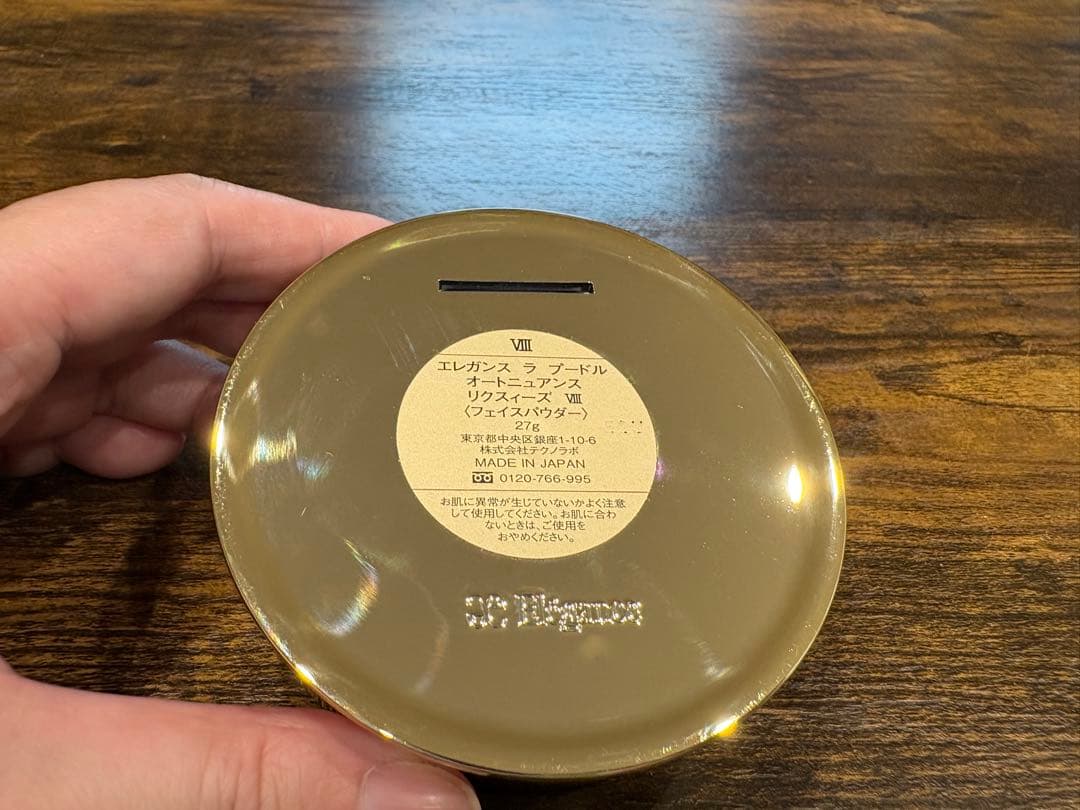 Ⅷ
エレガンス ラ プードル
オートニュアンス
リクスィーズ Ⅷ
〈フェイスパウダー〉
27g
東京都中央区銀座1-10-6
株式会社テクノラボ
MADE IN JAPAN
0120-766-995
お肌に異常が生じていないかよく注意
して使用してください。お肌に合わ
ないときは、ご使用を
おやめください。
Elégance